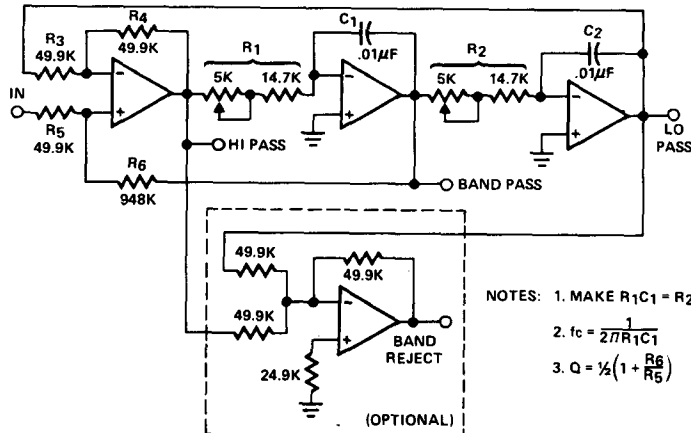 R3
49.9K
R4
49.9K
IN
R5
49.9K
R6
948K
R1
5K
14.7K
C1
.01μF
R2
5K
14.7K
C2
.01μF
HI PASS
BAND PASS
LO
PASS
49.9K
49.9K
49.9K
24.9K
BAND
REJECT
(OPTIONAL)
NOTES: 1. MAKE R1C1 = R2
2. fc = 1/2ΠR1C1
3. Q = ½(1 + R6/R5)